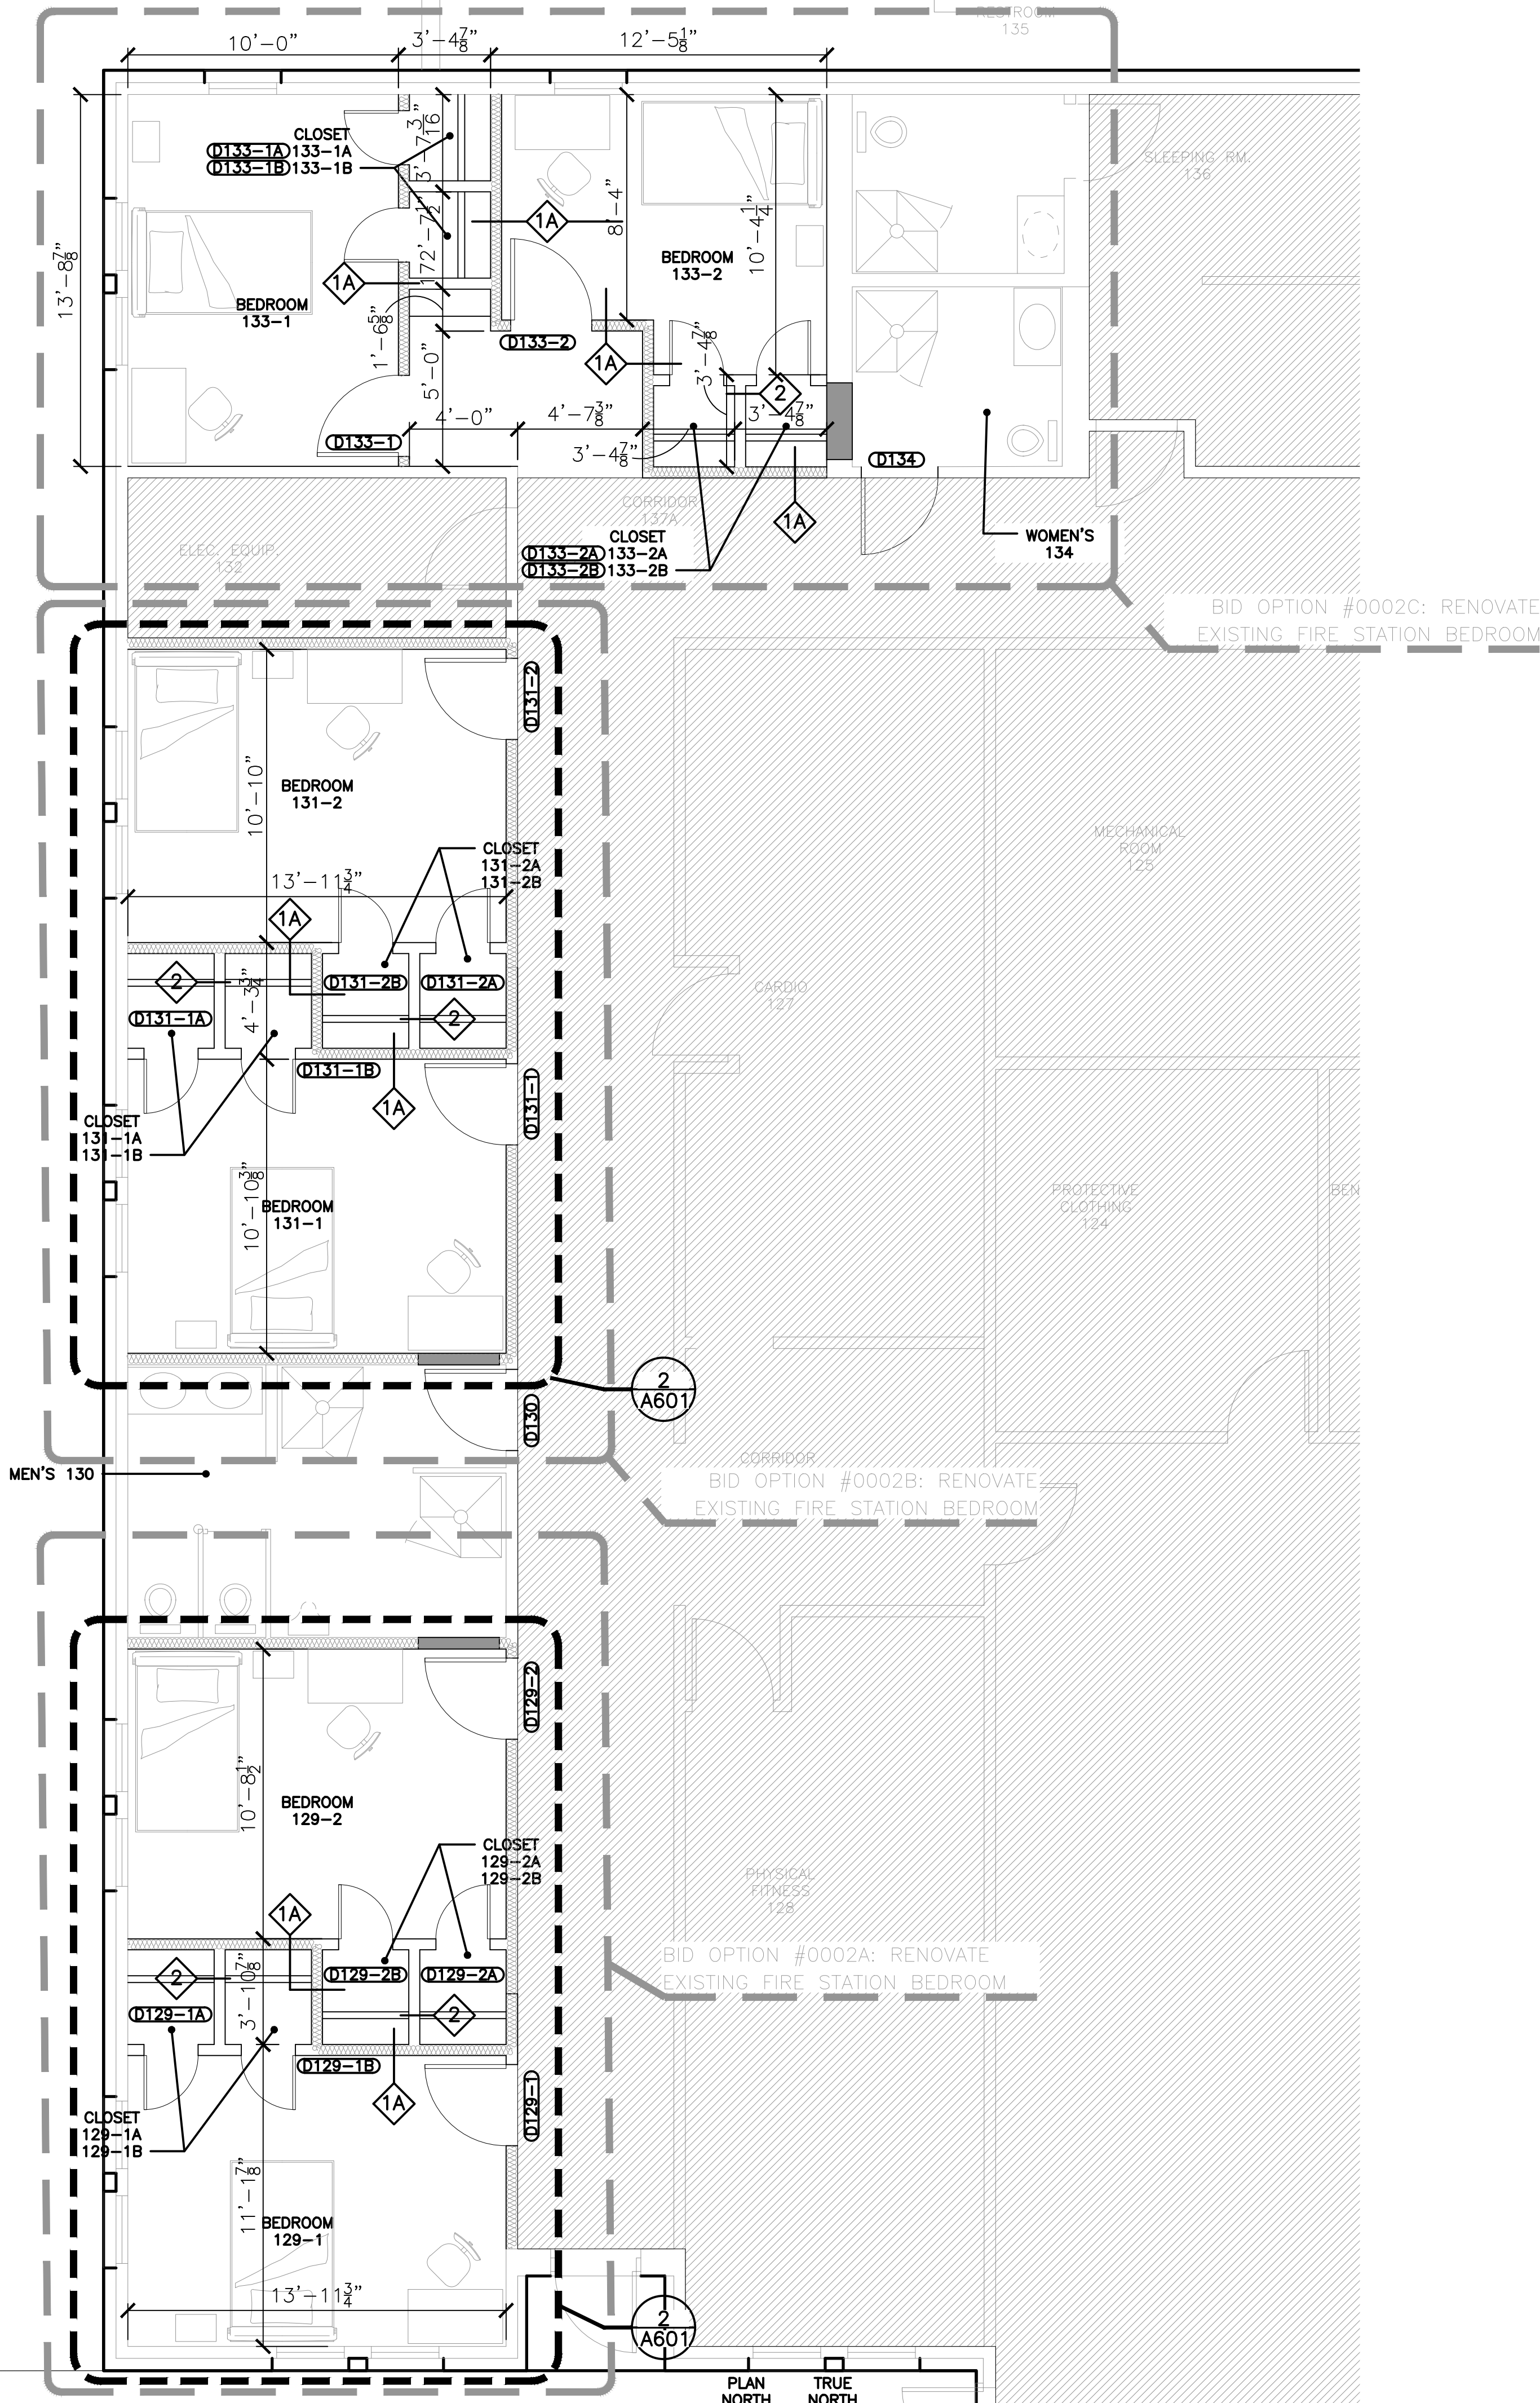 RESTROOM
135
10'-0"
3'-4 7/8"
12'-5 1/8"
CLOSET
D133-1A 133-1A
D133-1B 133-1B
3'-7 3/16"
1A
8'-4"
10'-4 1/4"
SLEEPING RM.
136
13'-8 7/8"
BEDROOM
133-1
1A
BEDROOM
133-2
1'-6 5/8"
5'-0"
D133-2
1A
3'-4 7/8"
2
D133-1
4'-0"
4'-7 3/8"
3'-4 7/8"
3'-4 7/8"
D134
CORRIDOR
137A
1A
CLOSET
D133-2A 133-2A
D133-2B 133-2B
WOMEN'S
134
ELEC. EQUIP.
132
BID OPTION #0002C: RENOVATE
EXISTING FIRE STATION BEDROOM
D131-2
10'-10"
BEDROOM
131-2
MECHANICAL
ROOM
125
CLOSET
131-2A
131-2B
13'-11 3/4"
1A
2
D131-2B
D131-2A
CARDIO
127
D131-1A
4'-3 3/4"
2
D131-1B
D131-1
1A
CLOSET
131-1A
131-1B
10'-10 3/8"
BEDROOM
131-1
PROTECTIVE
CLOTHING
124
BEN
2
A601
D130
MEN'S 130
CORRIDOR
BID OPTION #0002B: RENOVATE
EXISTING FIRE STATION BEDROOM
D129-2
10'-8 1/2"
BEDROOM
129-2
CLOSET
129-2A
129-2B
PHYSICAL
FITNESS
128
1A
BID OPTION #0002A: RENOVATE
EXISTING FIRE STATION BEDROOM
2
D129-2B
D129-2A
D129-1A
3'-10 7/8"
2
D129-1B
D129-1
1A
CLOSET
129-1A
129-1B
11'-1 7/8"
BEDROOM
129-1
13'-11 3/4"
2
A601
PLAN
NORTH
TRUE
NORTH